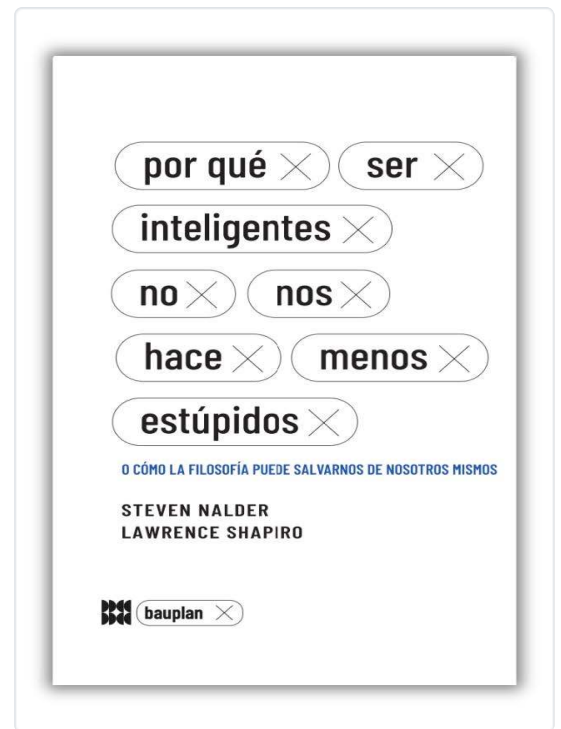 por qué ser
inteligentes
no nos
hace menos
estúpidos
O CÓMO LA FILOSOFÍA PUEDE SALVARNOS DE NOSOTROS MISMOS
STEVEN NALDER
LAWRENCE SHAPIRO
bauplan